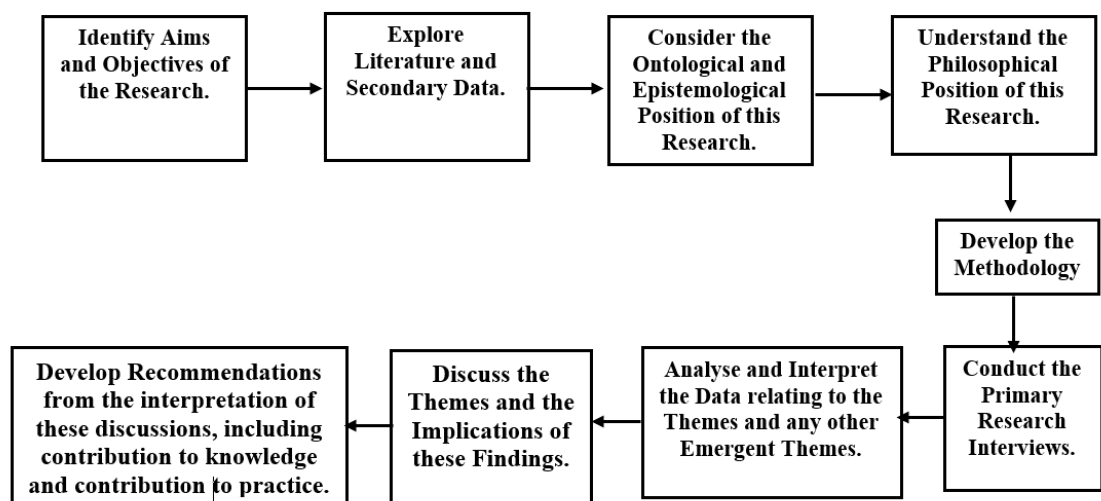 Identify Aims
and Objectives of
the Research.
Explore
Literature and
Secondary Data.
Consider the
Ontological and
Epistemological
Position of this
Research.
Understand the
Philosophical
Position of this
Research.
Develop the
Methodology
Conduct the
Primary
Research
Interviews.
Analyse and Interpret
the Data relating to the
Themes and any other
Emergent Themes.
Discuss the
Themes and the
Implications of
these Findings.
Develop Recommendations
from the interpretation of
these discussions, including
contribution to knowledge
and contribution to practice.